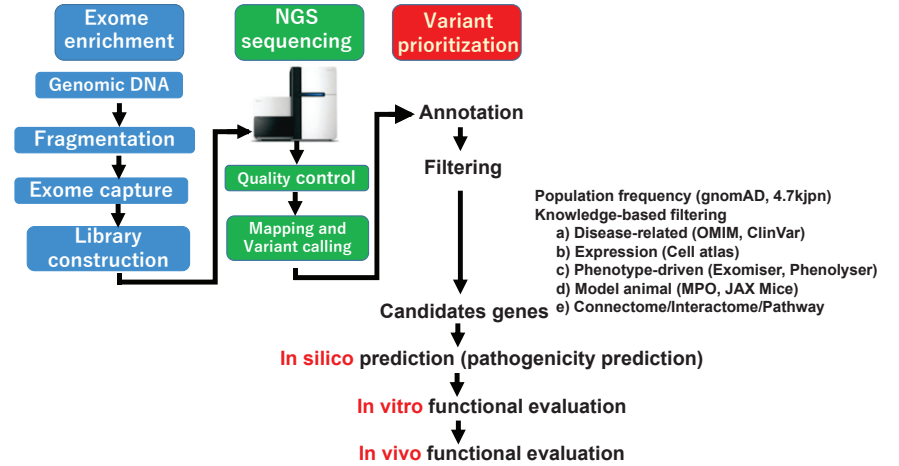 Exome
enrichment
Genomic DNA
Fragmentation
Exome capture
Library
construction
NGS
sequencing
Quality control
Mapping and
Variant calling
Variant
prioritization
Annotation
Filtering
Population frequency (gnomAD, 4.7kjpn)
Knowledge-based filtering
a) Disease-related (OMIM, ClinVar)
b) Expression (Cell atlas)
c) Phenotype-driven (Exomiser, Phenolyser)
d) Model animal (MPO, JAX Mice)
e) Connectome/Interactome/Pathway
Candidates genes
In silico prediction (pathogenicity prediction)
In vitro functional evaluation
In vivo functional evaluation